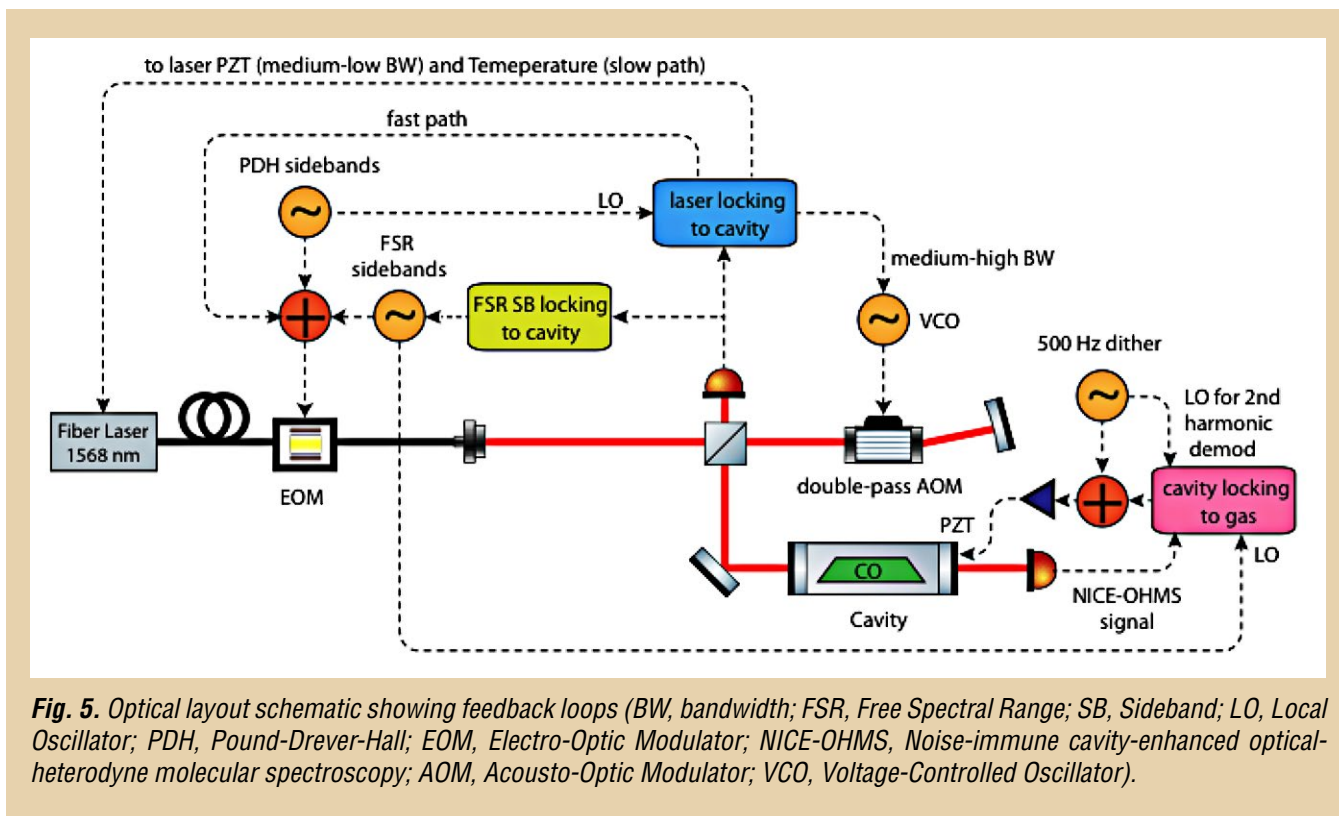 to laser PZT (medium-low BW) and Temeperature (slow path)
fast path
PDH sidebands
LO
laser locking
to cavity
FSR
sidebands
medium-high BW
FSR SB locking
to cavity
VCO
500 Hz dither
LO for 2nd
harmonic
demod
Fiber Laser
1568 nm
EOM
double-pass AOM
cavity locking
to gas
PZT
LO
CO
NICE-OHMS
signal
Cavity
Fig. 5. Optical layout schematic showing feedback loops (BW, bandwidth; FSR, Free Spectral Range; SB, Sideband; LO, Local
Oscillator; PDH, Pound-Drever-Hall; EOM, Electro-Optic Modulator; NICE-OHMS, Noise-immune cavity-enhanced optical-
heterodyne molecular spectroscopy; AOM, Acousto-Optic Modulator; VCO, Voltage-Controlled Oscillator).